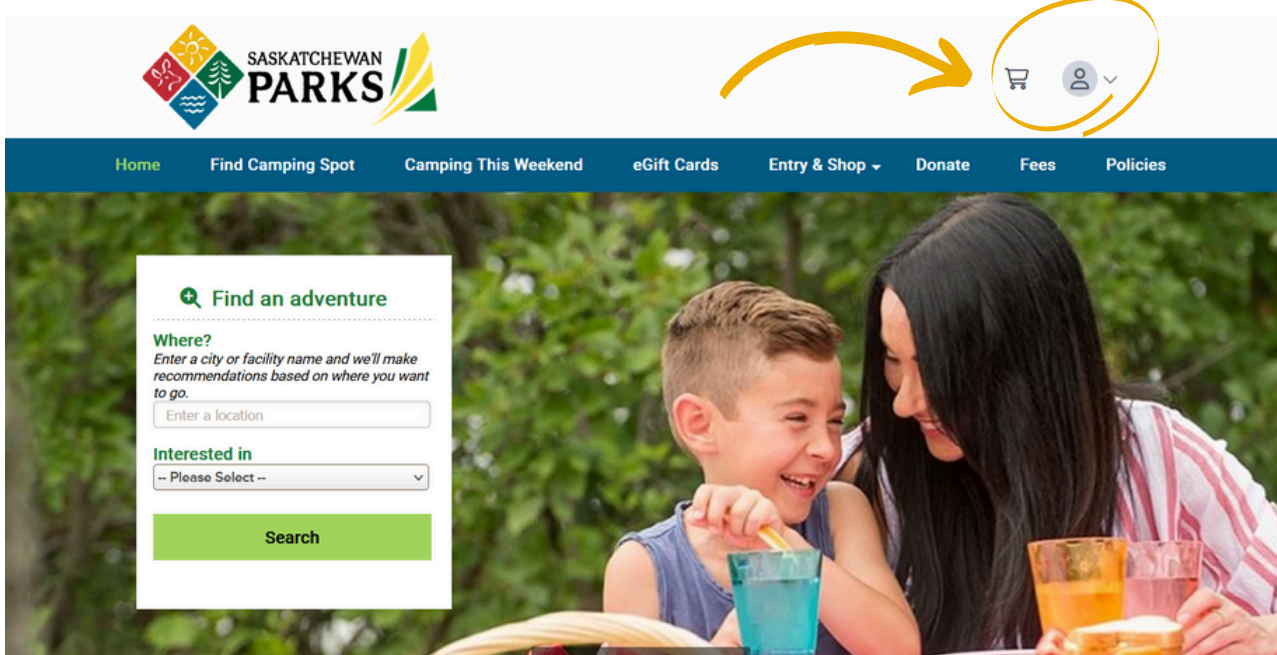 SASKATCHEWAN
PARKS
Home Find Camping Spot Camping This Weekend eGift Cards Entry & Shop Donate Fees Policies
Find an adventure
Where?
Enter a city or facility name and we'll make
recommendations based on where you want
to go.
Enter a location
Interested in
-- Please Select --
Search